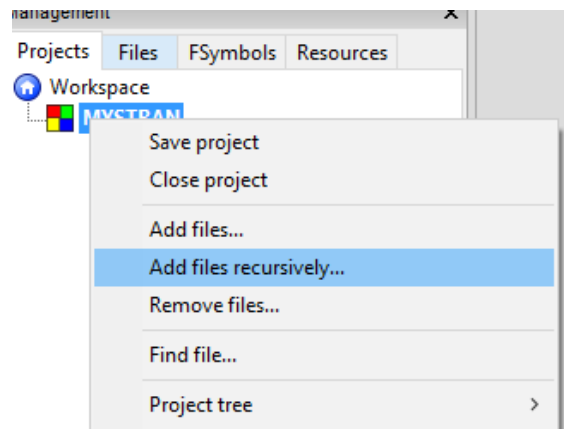 Management X
Projects Files FSymbols Resources
Workspace
MYSTRAN
Save project
Close project
Add files...
Add files recursively...
Remove files...
Find file...
Project tree >